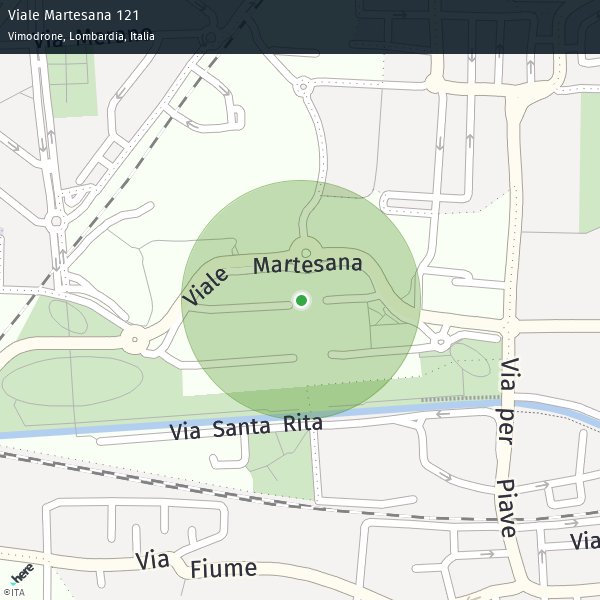 Viale Martesana 121
Vimodrone, Lombardia, Italia
Viale Martesana
Via Santa Rita
Via per Piave
Via Fiume
Via
here
©ITA